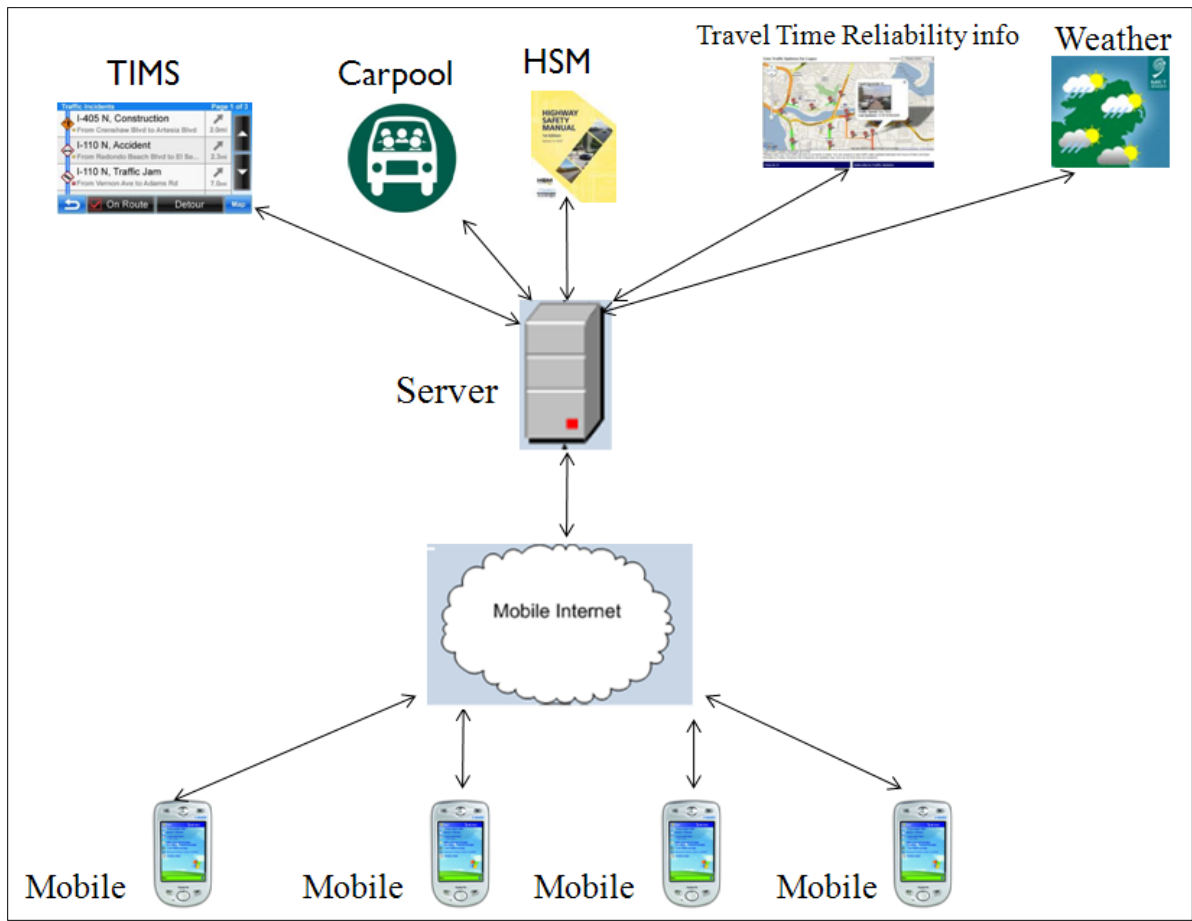 TIMS
Carpool
HSM
Travel Time Reliability info
Weather
Traffic Incidents Page 1 of 3
I-405 N, Construction
From Crenshaw Blvd to Artesia Blvd 2.0mi
I-110 N, Accident
From Redondo Beach Blvd to El Se... 2.3mi
I-110 N, Traffic Jam
From Vernon Ave to Adams Rd 7.0mi
On Route Detour Map
HIGHWAY
SAFETY
MANUAL
HSM
Server
Mobile Internet
Mobile
Mobile
Mobile
Mobile